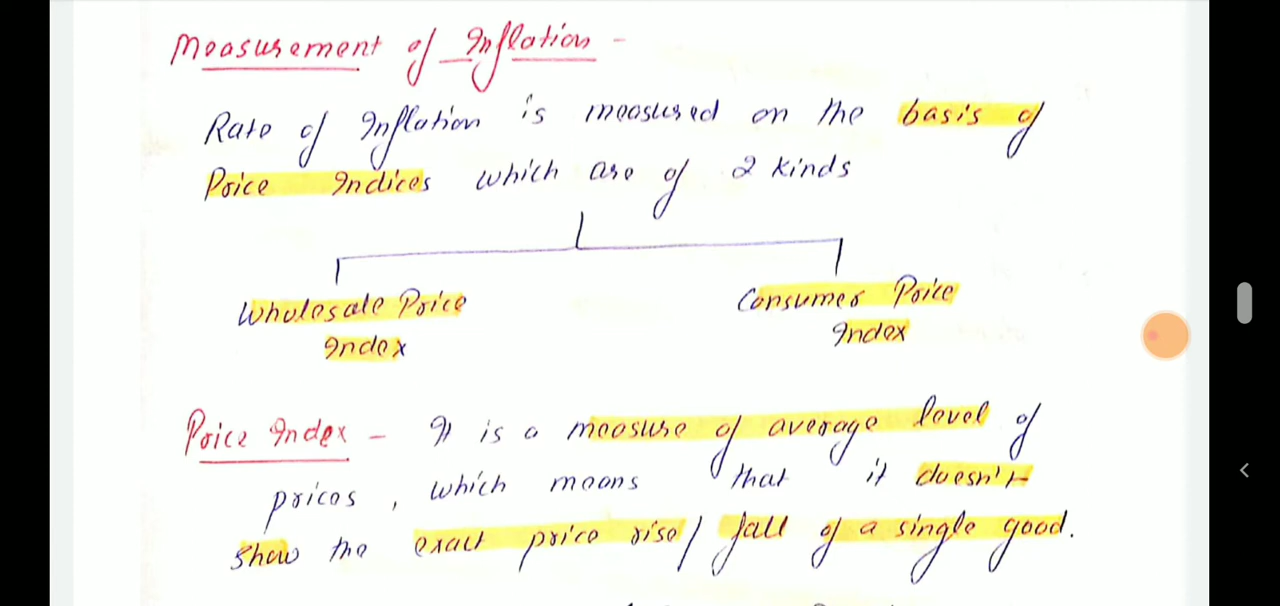 Measurement of Inflation -
Rate of Inflation is measured on the basis of
Price Indices which are of 2 kinds
Wholesale Price
Index
Consumer Price
Index
Price Index - It is a measure of average level of
prices, which means that it doesn't
show the exact price rise/ fall of a single good.